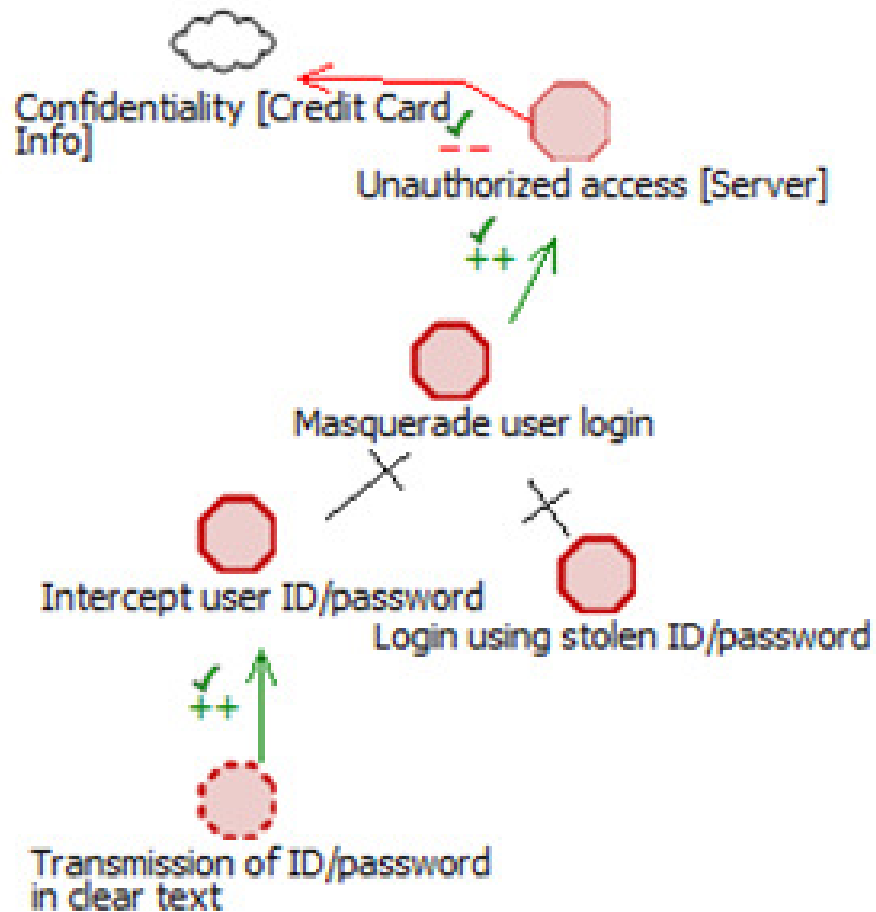 Confidentiality [Credit Card
Info]
✓
--
Unauthorized access [Server]
✓
++
Masquerade user login
Intercept user ID/password
Login using stolen ID/password
✓
++
Transmission of ID/password
in clear text